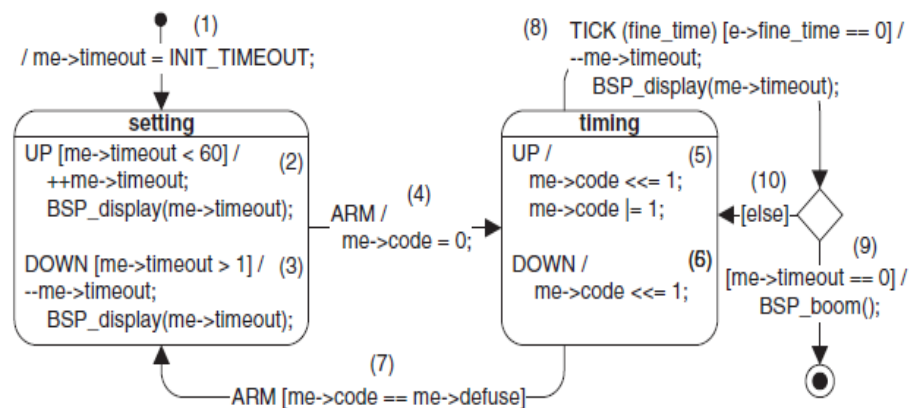 (1)
/ me->timeout = INIT_TIMEOUT;
setting
UP [me->timeout < 60] / (2)
++me->timeout;
BSP_display(me->timeout);
DOWN [me->timeout > 1] / (3)
--me->timeout;
BSP_display(me->timeout);
(4)
ARM /
me->code = 0;
timing
UP / (5)
me->code <<= 1;
me->code |= 1;
DOWN / (6)
me->code <<= 1;
(7)
ARM [me->code == me->defuse]
(8) TICK (fine_time) [e->fine_time == 0] /
--me->timeout;
BSP_display(me->timeout);
(10)
[else]
(9)
[me->timeout == 0] /
BSP_boom();